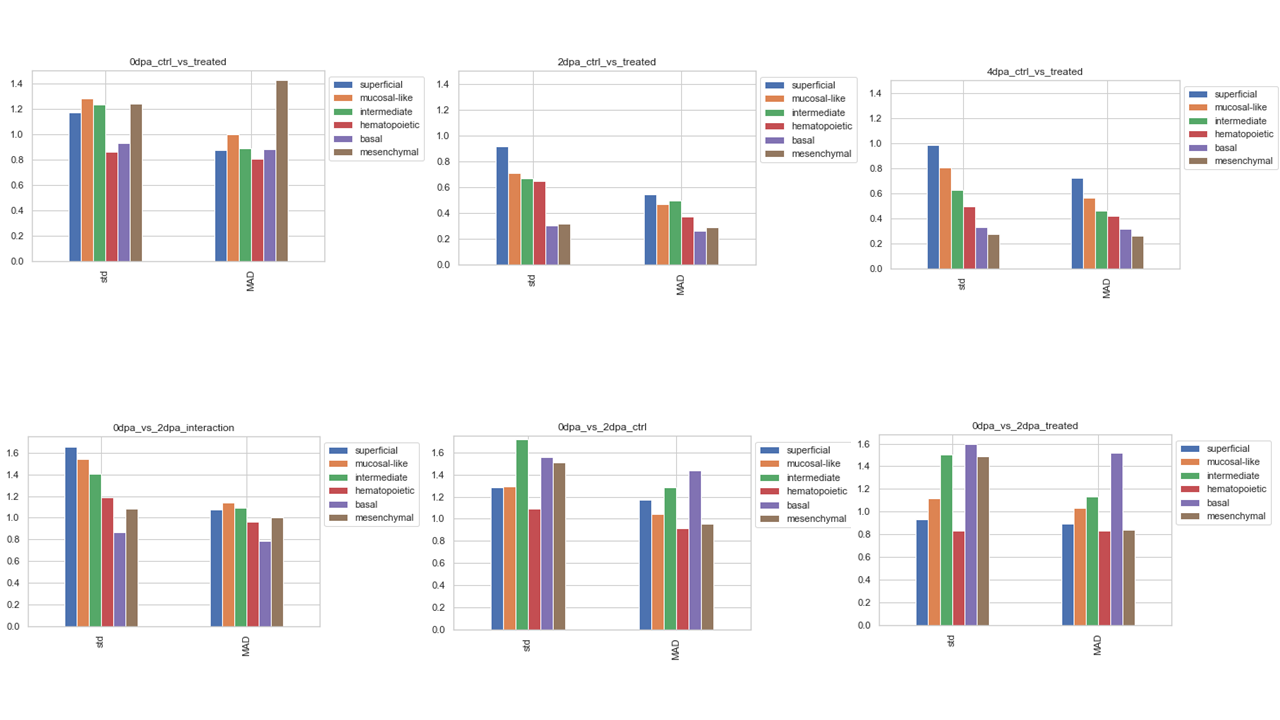 0dpa_ctrl_vs_treated
1.4
1.2
1.0
0.8
0.6
0.4
0.2
0.0
std
MAD
superficial
mucosal-like
intermediate
hematopoietic
basal
mesenchymal
2dpa_ctrl_vs_treated
1.4
1.2
1.0
0.8
0.6
0.4
0.2
0.0
std
MAD
superficial
mucosal-like
intermediate
hematopoietic
basal
mesenchymal
4dpa_ctrl_vs_treated
1.4
1.2
1.0
0.8
0.6
0.4
0.2
0.0
std
MAD
superficial
mucosal-like
intermediate
hematopoietic
basal
mesenchymal
0dpa_vs_2dpa_interaction
1.6
1.4
1.2
1.0
0.8
0.6
0.4
0.2
0.0
std
MAD
superficial
mucosal-like
intermediate
hematopoietic
basal
mesenchymal
0dpa_vs_2dpa_ctrl
1.6
1.4
1.2
1.0
0.8
0.6
0.4
0.2
0.0
std
MAD
superficial
mucosal-like
intermediate
hematopoietic
basal
mesenchymal
0dpa_vs_2dpa_treated
1.6
1.4
1.2
1.0
0.8
0.6
0.4
0.2
0.0
std
MAD
superficial
mucosal-like
intermediate
hematopoietic
basal
mesenchymal